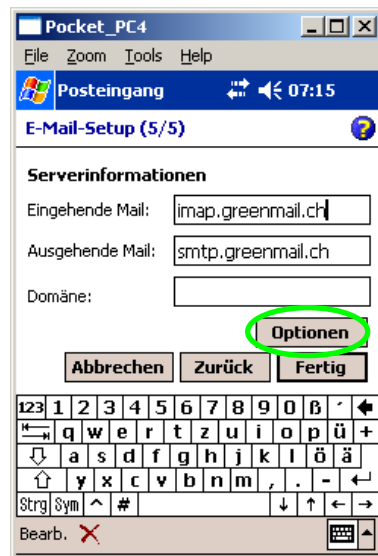 Pocket_PC4
File Zoom Tools Help
Posteingang 07:15
E-Mail-Setup (5/5)
Serverinformationen
Eingehende Mail: imap.greenmail.ch
Ausgehende Mail: smtp.greenmail.ch
Domäne:
Optionen
Abbrechen Zurück Fertig
123 1 2 3 4 5 6 7 8 9 0 ß ´
q w e r t z u i o p ü +
a s d f g h j k l ö ä
y x c v b n m , . -
Strg Sym ^ # ↓ ↑ ← →
Bearb.